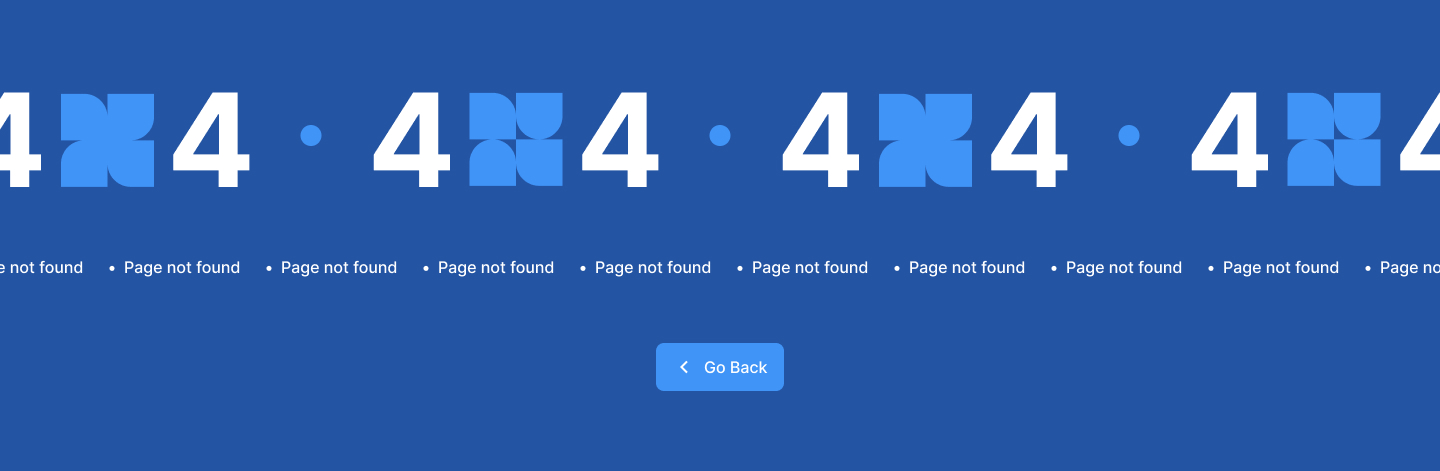 4 4 • 4 4 • 4 4 • 4 4
not found • Page not found • Page not found • Page not found • Page not found • Page not found • Page not found • Page not found • Page not found • Page
Go Back